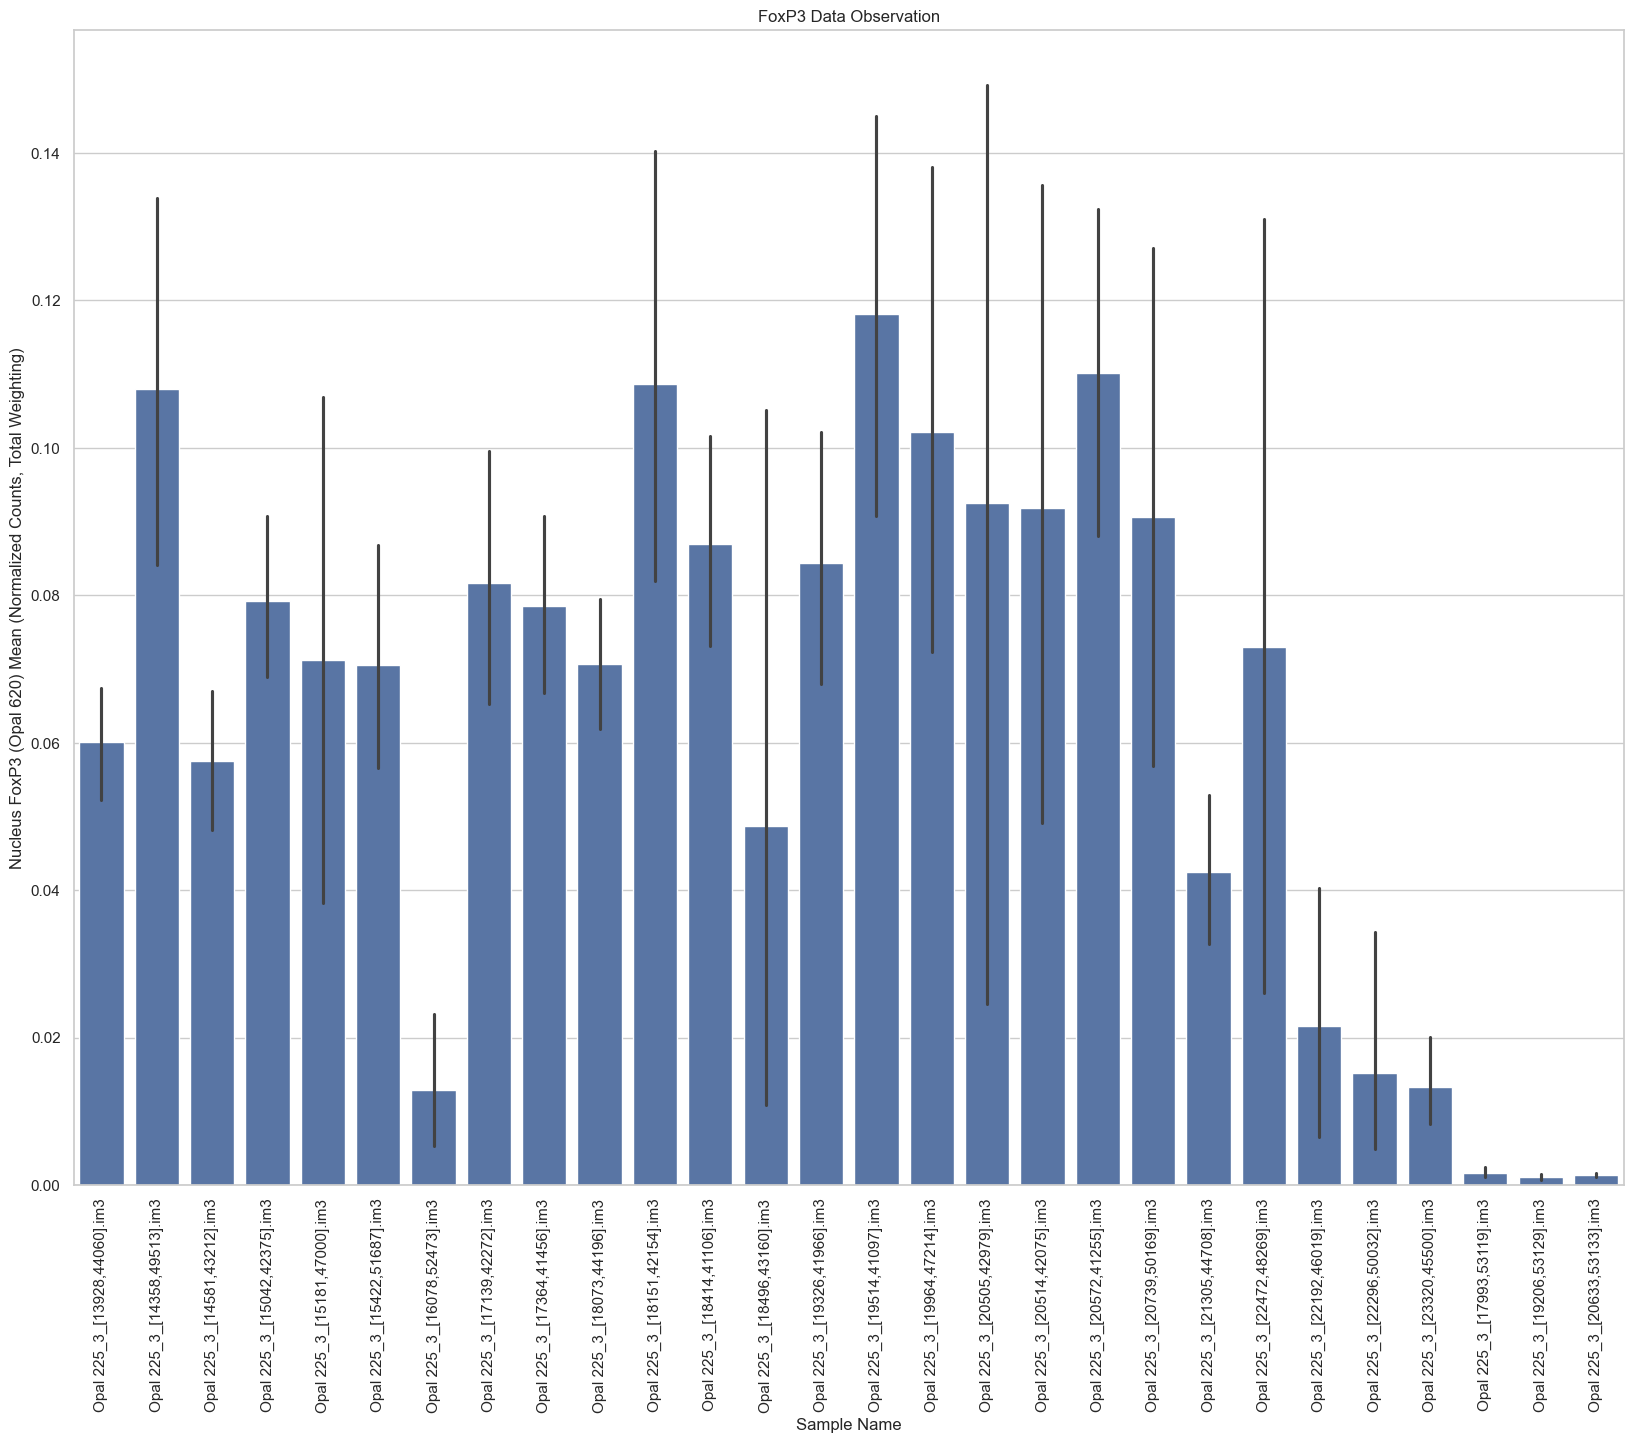 FoxP3 Data Observation
Nucleus FoxP3 (Opal 620) Mean (Normalized Counts, Total Weighting)
0.14
0.12
0.10
0.08
0.06
0.04
0.02
0.00
Opal 225_3_[13928,44060].im3
Opal 225_3_[14358,49513].im3
Opal 225_3_[14581,43212].im3
Opal 225_3_[15042,42375].im3
Opal 225_3_[15181,47000].im3
Opal 225_3_[15422,51687].im3
Opal 225_3_[16078,52473].im3
Opal 225_3_[17139,42272].im3
Opal 225_3_[17364,41456].im3
Opal 225_3_[18073,44196].im3
Opal 225_3_[18151,42154].im3
Opal 225_3_[18414,41106].im3
Opal 225_3_[18496,43160].im3
Opal 225_3_[19326,41966].im3
Opal 225_3_[19514,41097].im3
Opal 225_3_[19964,47214].im3
Opal 225_3_[20505,42979].im3
Opal 225_3_[20514,42075].im3
Opal 225_3_[20572,41255].im3
Opal 225_3_[20739,50169].im3
Opal 225_3_[21305,44708].im3
Opal 225_3_[22472,48269].im3
Opal 225_3_[22192,46019].im3
Opal 225_3_[22296,50032].im3
Opal 225_3_[23320,45500].im3
Opal 225_3_[17993,53119].im3
Opal 225_3_[19206,53129].im3
Opal 225_3_[20633,53133].im3
Sample Name